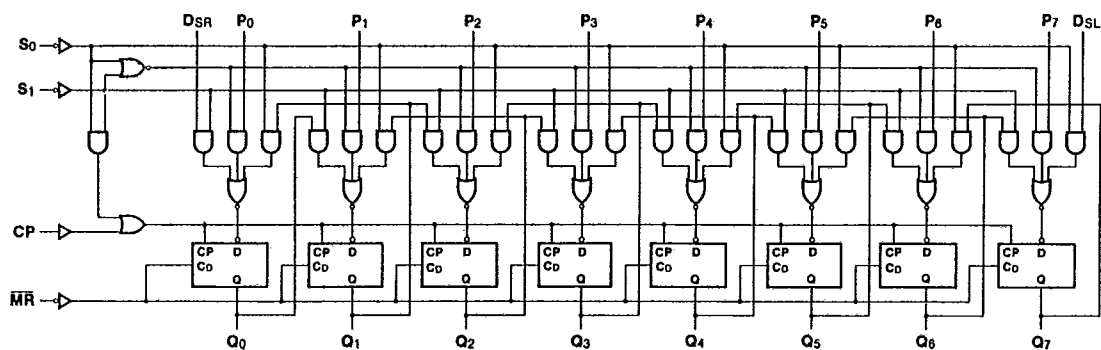 DSR P0 P1 P2 P3 P4 P5 P6 P7 DSL
S0
S1
CP
CP D CP D CP D CP D CP D CP D CP D CP D
CD CD CD CD CD CD CD CD
Q Q Q Q Q Q Q Q
MR
Q0 Q1 Q2 Q3 Q4 Q5 Q6 Q7